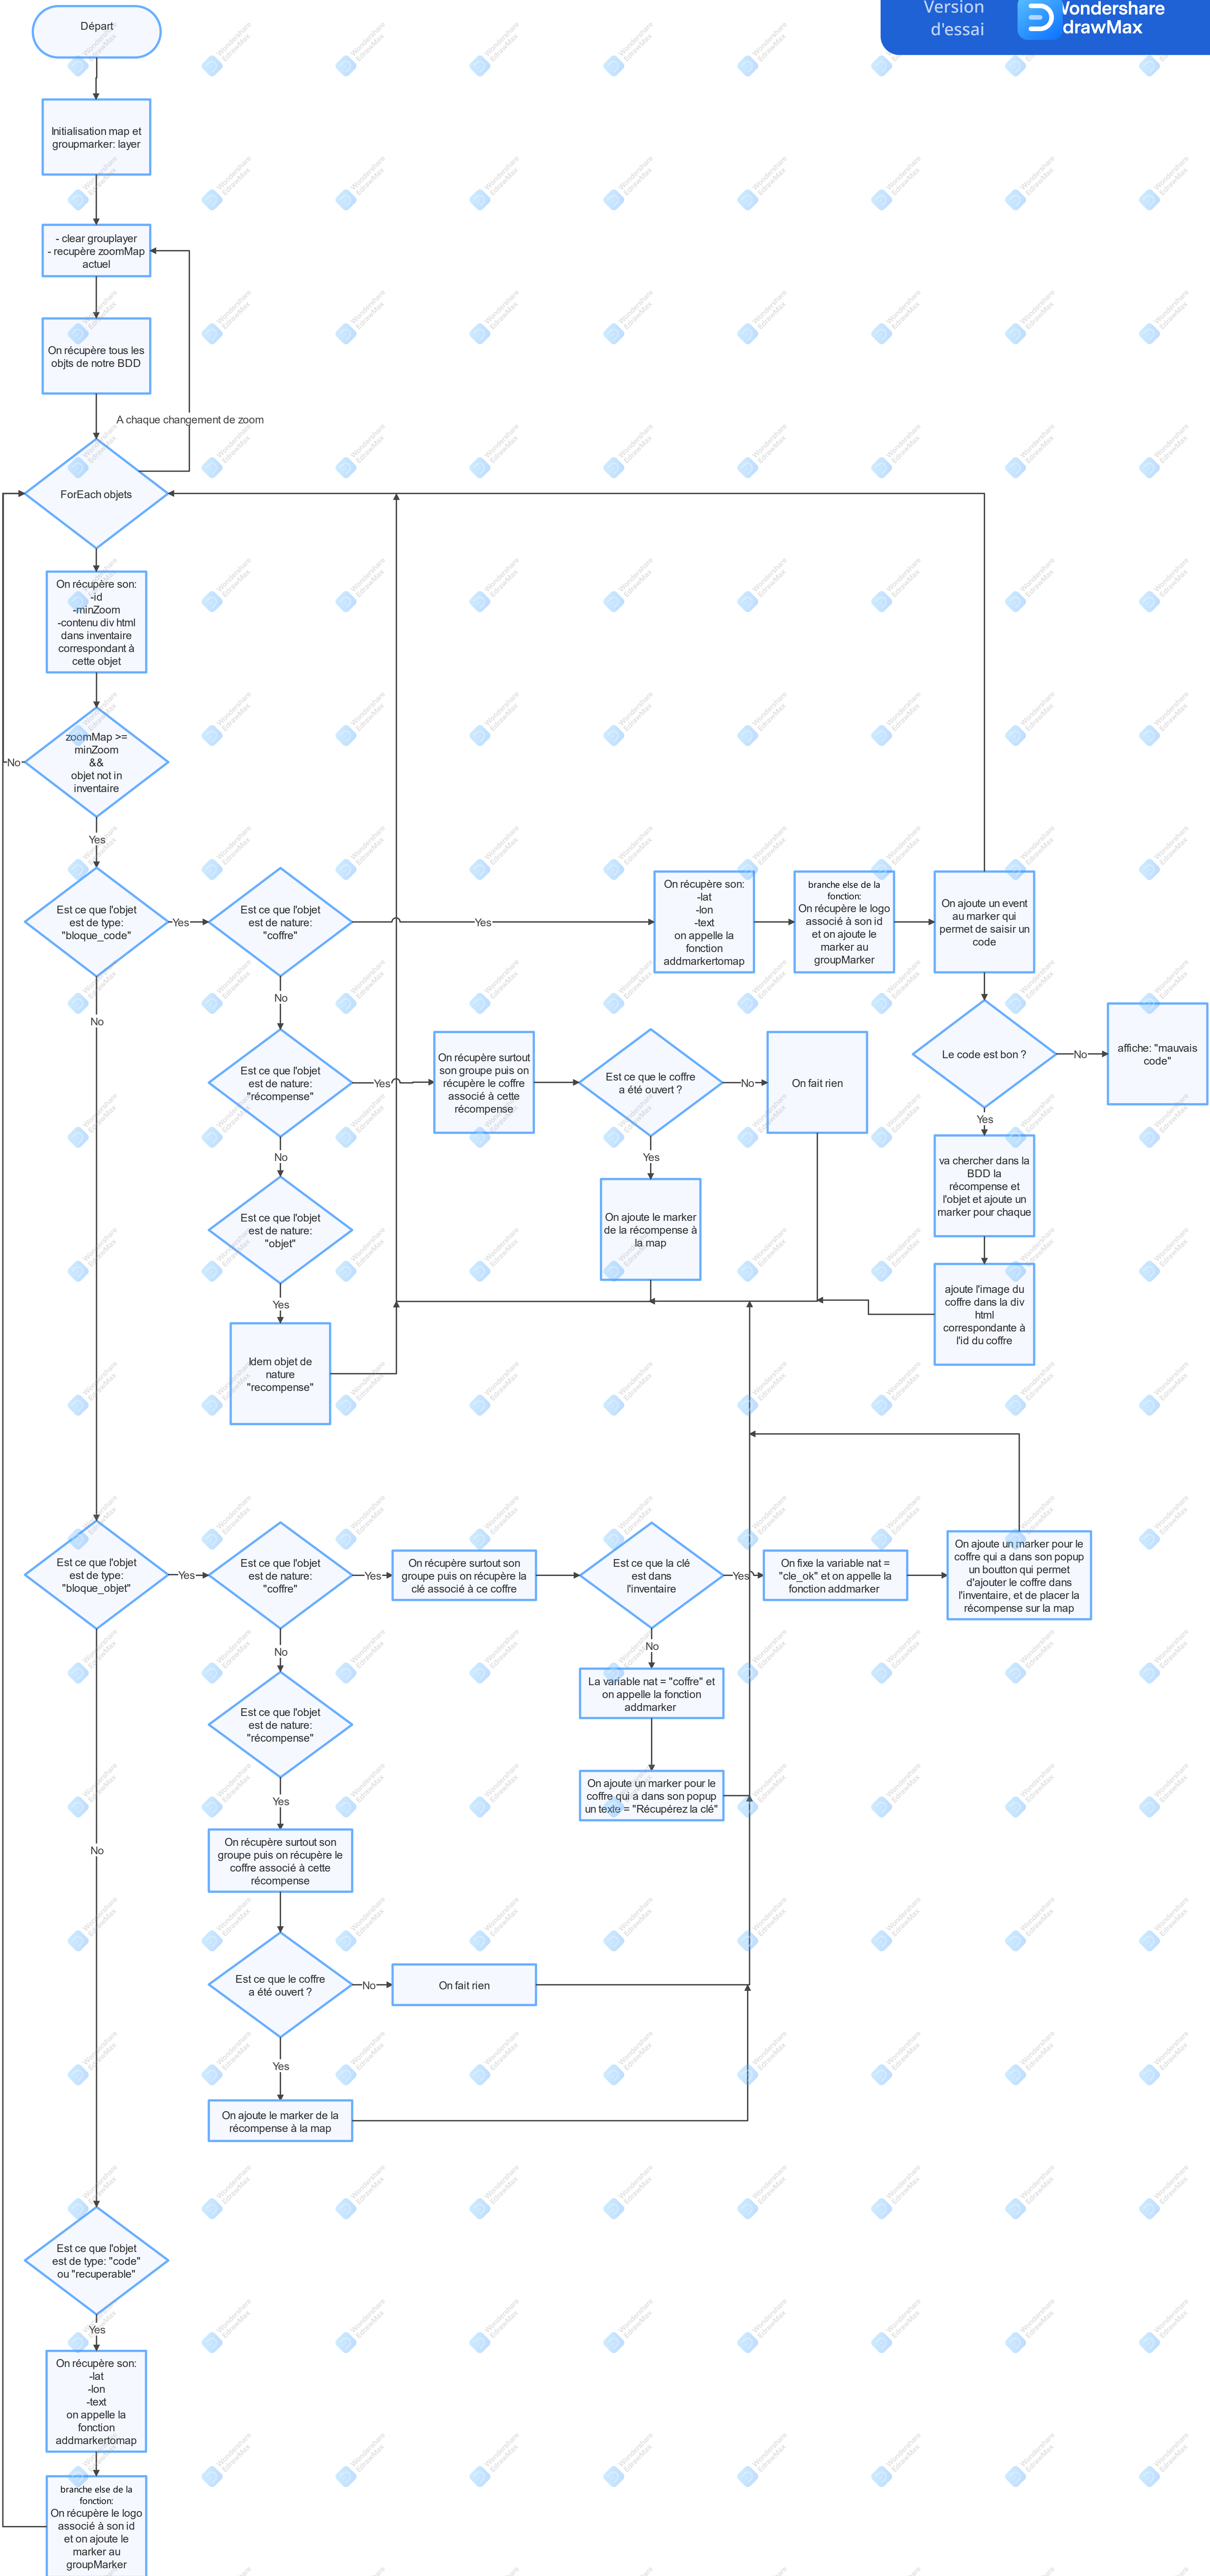 Départ
Version
d'essai
Wondershare
EdrawMax
Initialisation map et
groupmarker: layer
- clear grouplayer
- recupère zoomMap
actuel
On récupère tous les
objts de notre BDD
A chaque changement de zoom
ForEach objets
On récupère son:
-id
-minZoom
-contenu div html
dans inventaire
correspondant à
cette objet
zoomMap >=
minZoom
&&
objet not in
inventaire
No
Yes
Est ce que l'objet
est de type:
"bloque_code"
Yes
Est ce que l'objet
est de nature:
"coffre"
Yes
On récupère son:
-lat
-lon
-text
on appelle la
fonction
addmarkertomap
branche else de la
fonction:
On récupère le logo
associé à son id
et on ajoute le
marker au
groupMarker
On ajoute un event
au marker qui
permet de saisir un
code
No
No
Est ce que l'objet
est de nature:
"récompense"
Yes
On récupère surtout
son groupe puis on
récupère le coffre
associé à cette
récompense
Est ce que le coffre
a été ouvert ?
No
On fait rien
Le code est bon ?
No
affiche: "mauvais
code"
Yes
No
Yes
va chercher dans la
BDD la
récompense et
l'objet et ajoute un
marker pour chaque
Est ce que l'objet
est de nature:
"objet"
On ajoute le marker
de la récompense à
la map
Yes
ajoute l'image du
coffre dans la div
html
correspondante à
l'id du coffre
Idem objet de
nature
"recompense"
Est ce que l'objet
est de type:
"bloque_objet"
Yes
Est ce que l'objet
est de nature:
"coffre"
Yes
On récupère surtout son
groupe puis on récupère la
clé associé à ce coffre
Est ce que la clé
est dans
l'inventaire
Yes
On fixe la variable nat =
"cle_ok" et on appelle la
fonction addmarker
On ajoute un marker pour le
coffre qui a dans son popup
un boutton qui permet
d'ajouter le coffre dans
l'inventaire, et de placer la
récompense sur la map
No
No
La variable nat = "coffre" et
on appelle la fonction
addmarker
Est ce que l'objet
est de nature:
"récompense"
On ajoute un marker pour le
coffre qui a dans son popup
un texte = "Récupérez la clé"
Yes
No
On récupère surtout son
groupe puis on récupère le
coffre associé à cette
récompense
Est ce que le coffre
a été ouvert ?
No
On fait rien
Yes
On ajoute le marker de la
récompense à la map
Est ce que l'objet
est de type: "code"
ou "recuperable"
Yes
On récupère son:
-lat
-lon
-text
on appelle la
fonction
addmarkertomap
branche else de la
fonction:
On récupère le logo
associé à son id
et on ajoute le
marker au
groupMarker